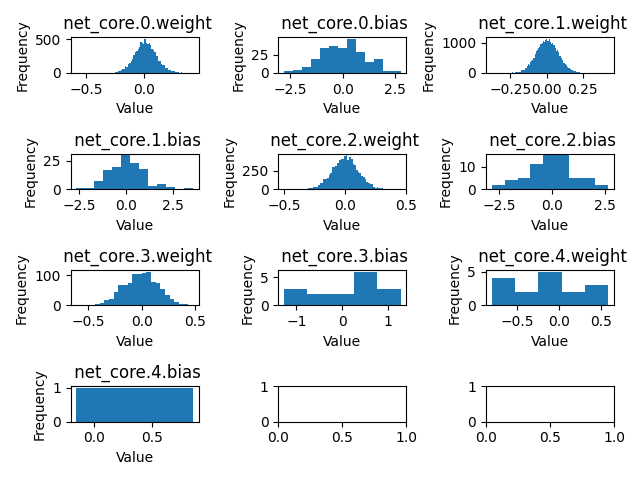 net_core.0.weight
net_core.0.bias
net_core.1.weight
Frequency
500
0
−0.5
0.0
Value
Frequency
25
0
−2.5
0.0
2.5
Value
Frequency
1000
0
−0.25
0.00
0.25
Value
net_core.1.bias
net_core.2.weight
net_core.2.bias
Frequency
25
0
−2.5
0.0
2.5
Value
Frequency
250
0
−0.5
0.0
0.5
Value
Frequency
10
0
−2.5
0.0
2.5
Value
net_core.3.weight
net_core.3.bias
net_core.4.weight
Frequency
100
0
−0.5
0.0
0.5
Value
Frequency
5
0
−1
0
1
Value
Frequency
5
0
−0.5
0.0
0.5
Value
net_core.4.bias
Frequency
1
0
0.0
0.5
Value
1
0
0.0
0.5
1.0
1
0
0.0
0.5
1.0